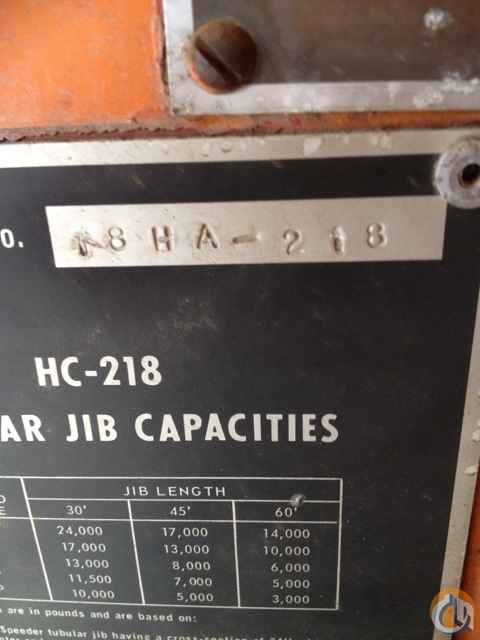 O. 18HA-218
HC-218
AR JIB CAPACITIES
JIB LENGTH
30' 45' 60'
24,000 17,000 14,000
17,000 13,000 10,000
13,000 8,000 6,000
11,500 7,000 5,000
10,000 5,000 3,000
are in pounds and are based on:
Speeder tubular jib having a